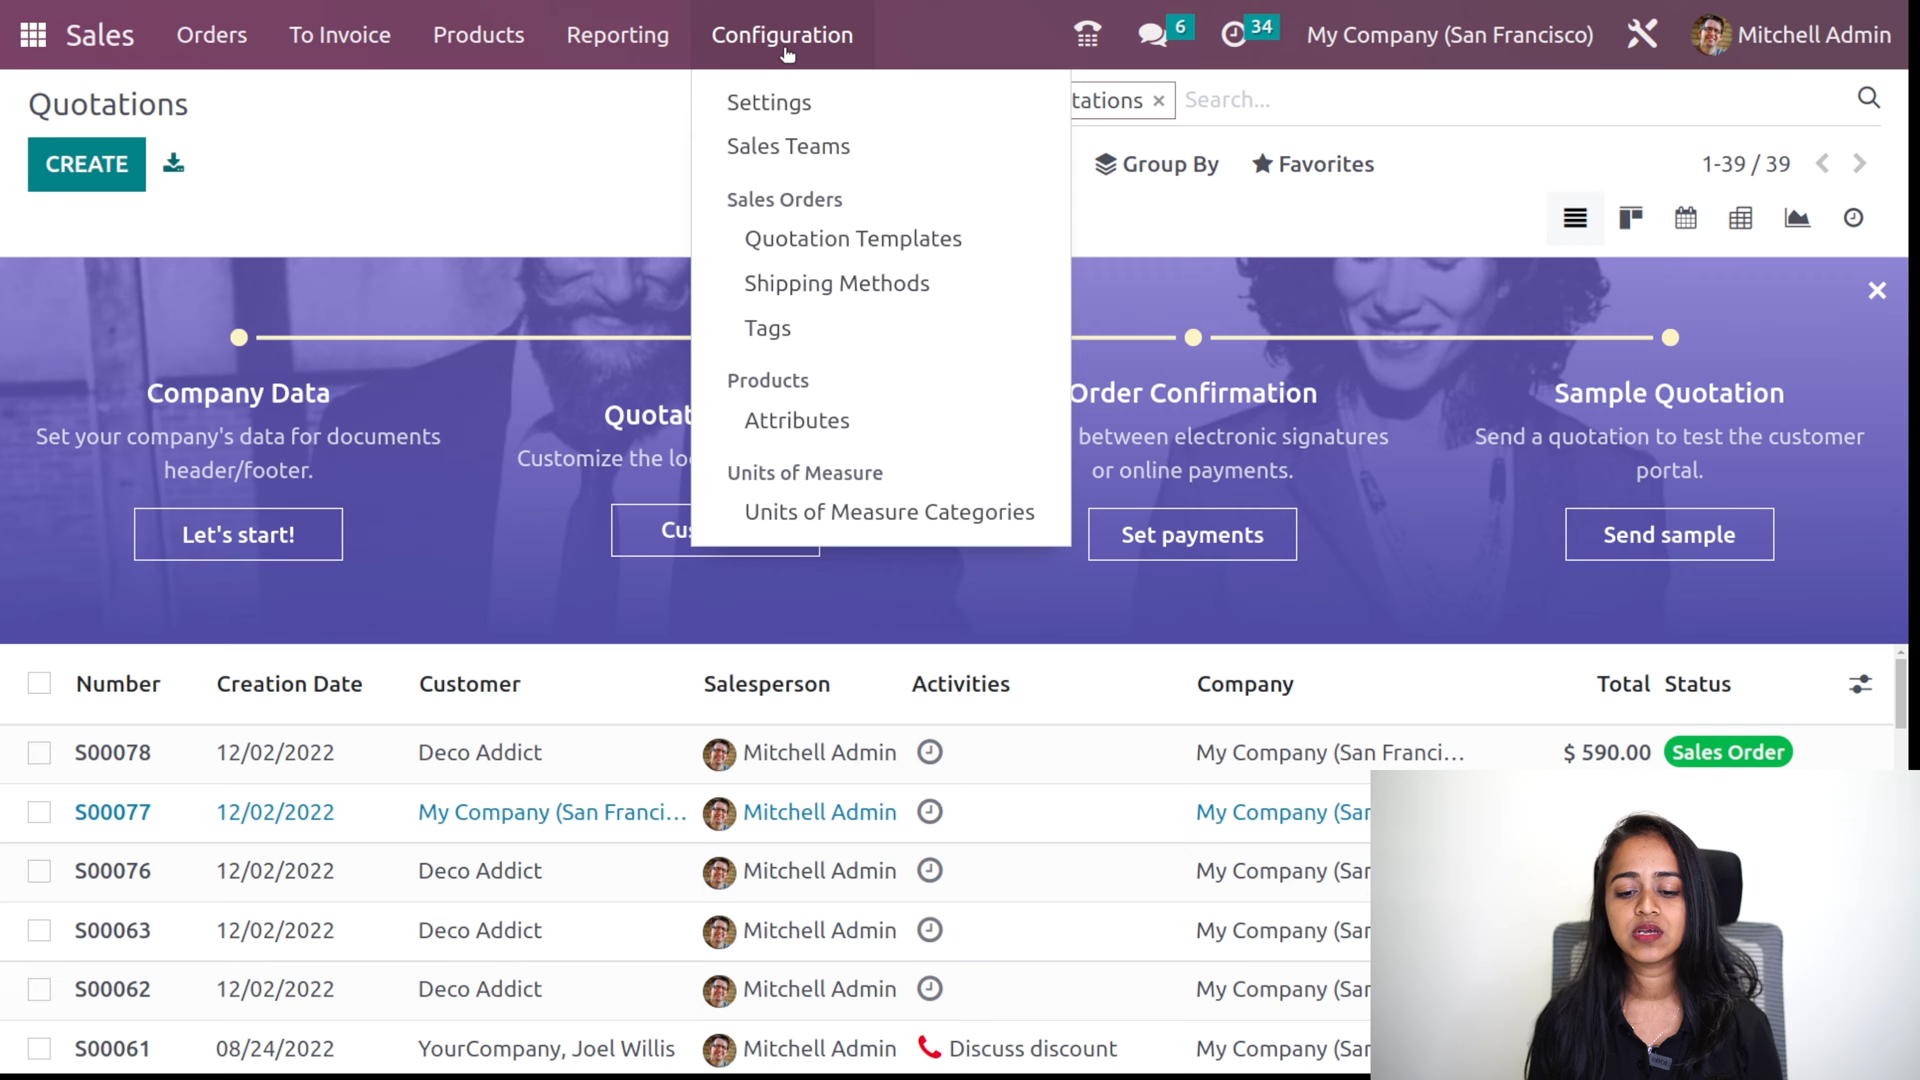 Sales Orders To Invoice Products Reporting Configuration 6 34 My Company (San Francisco) Mitchell Admin
Quotations
tations × Search...
CREATE
Group By Favorites 1-39 / 39
Settings
Sales Teams
Sales Orders
Quotation Templates
Shipping Methods
Tags
Products
Attributes
Units of Measure
Units of Measure Categories
Company Data
Set your company's data for documents
header/footer.
Let's start!
Quotat
Customize the lo
Cus
Order Confirmation
between electronic signatures
or online payments.
Set payments
Sample Quotation
Send a quotation to test the customer
portal.
Send sample
Number Creation Date Customer Salesperson Activities Company Total Status
S00078 12/02/2022 Deco Addict Mitchell Admin My Company (San Franci... $ 590.00 Sales Order
S00077 12/02/2022 My Company (San Franci... Mitchell Admin My Company (Sar
S00076 12/02/2022 Deco Addict Mitchell Admin My Company (Sar
S00063 12/02/2022 Deco Addict Mitchell Admin My Company (Sar
S00062 12/02/2022 Deco Addict Mitchell Admin My Company (Sar
S00061 08/24/2022 YourCompany, Joel Willis Mitchell Admin Discuss discount My Company (Sar